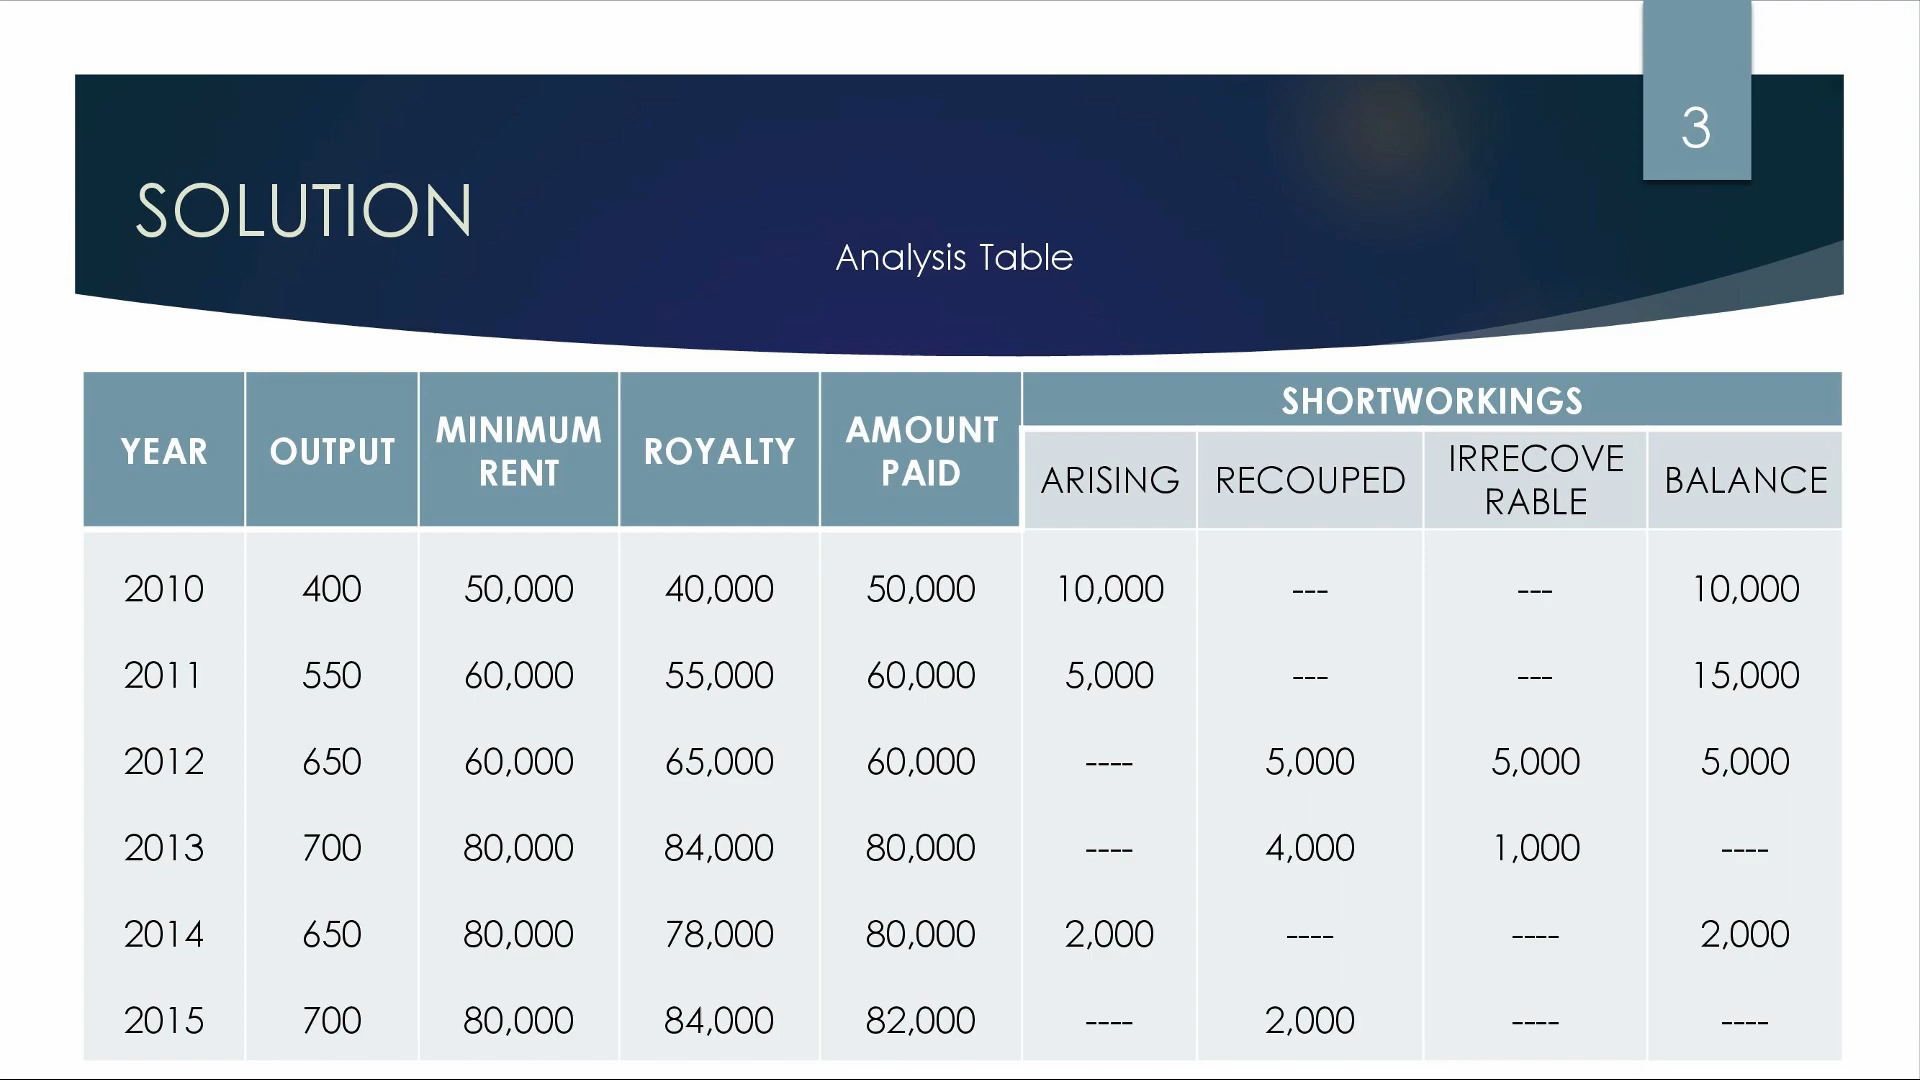 3
SOLUTION
Analysis Table
YEAR OUTPUT MINIMUM RENT ROYALTY AMOUNT PAID SHORTWORKINGS
ARISING RECOUPED IRRECOVE
RABLE BALANCE
2010 400 50,000 40,000 50,000 10,000 --- --- 10,000
2011 550 60,000 55,000 60,000 5,000 --- --- 15,000
2012 650 60,000 65,000 60,000 ---- 5,000 5,000 5,000
2013 700 80,000 84,000 80,000 ---- 4,000 1,000 ----
2014 650 80,000 78,000 80,000 2,000 ---- ---- 2,000
2015 700 80,000 84,000 82,000 ---- 2,000 ---- ----